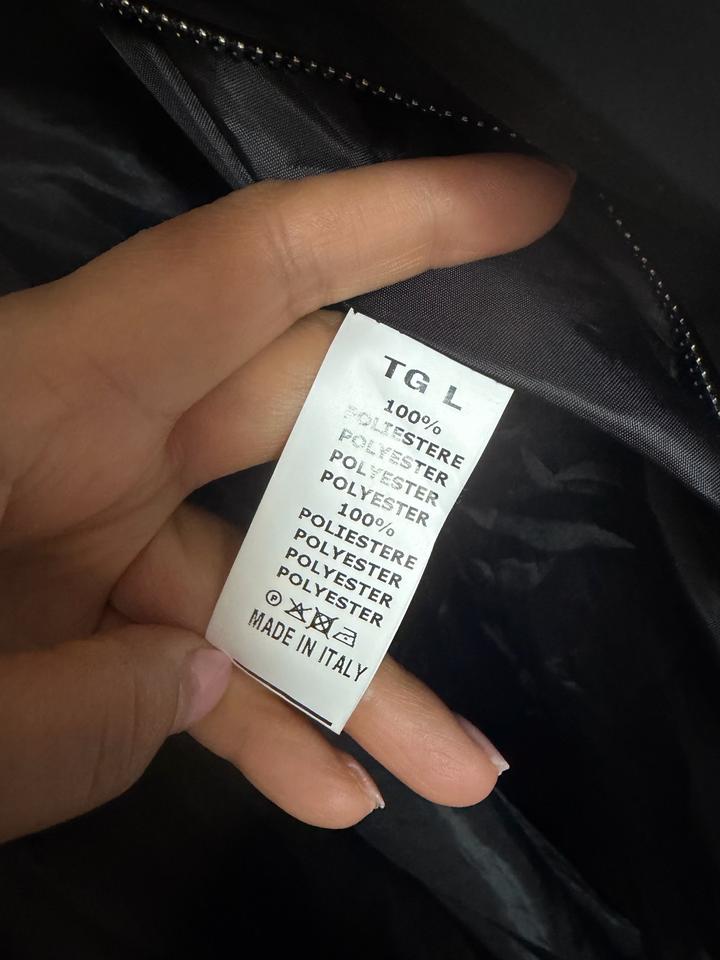 TG L
100%
POLIESTERE
POLYESTER
POLYESTER
POLYESTER
100%
POLIESTERE
POLYESTER
POLYESTER
POLYESTER
P
MADE IN ITALY